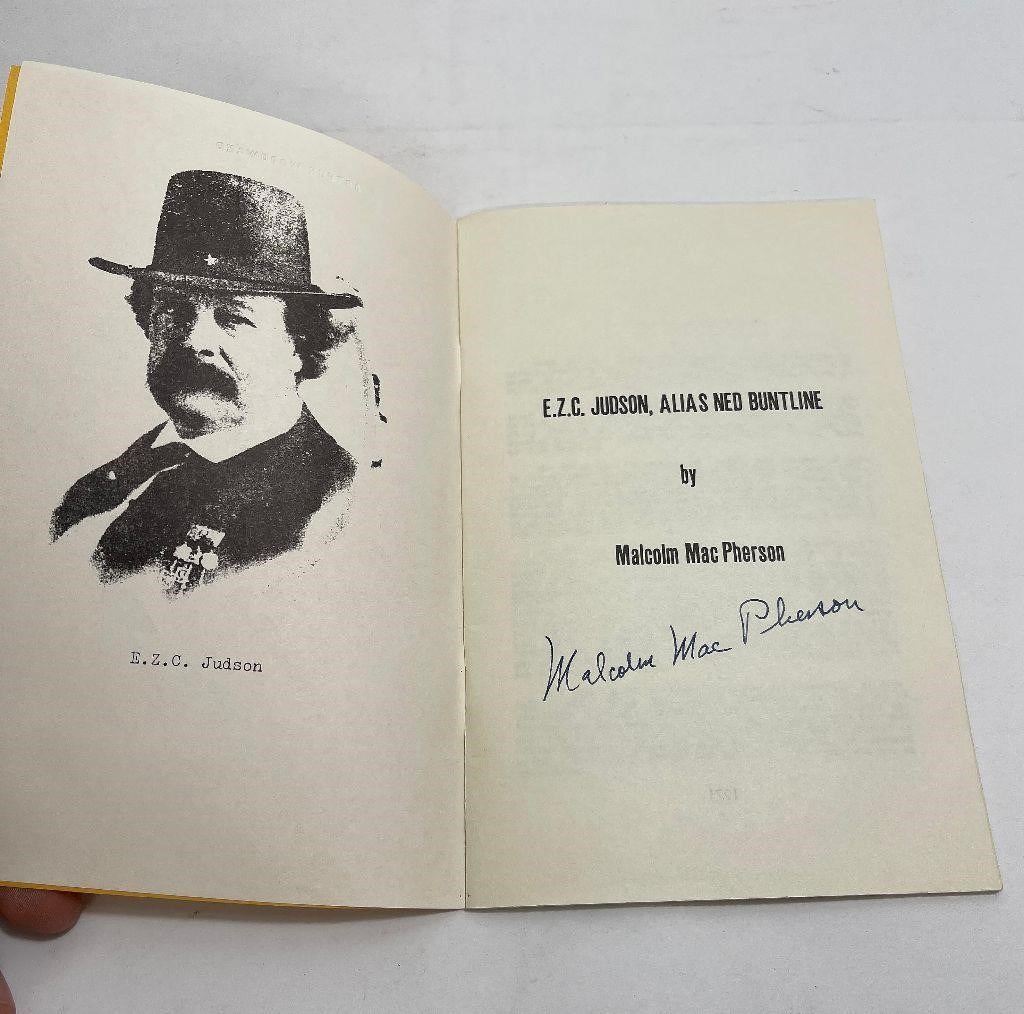 E.Z.C. Judson
E.Z.C. JUDSON, ALIAS NED BUNTLINE
by
Malcolm Mac Pherson
Malcolm Mac Pherson